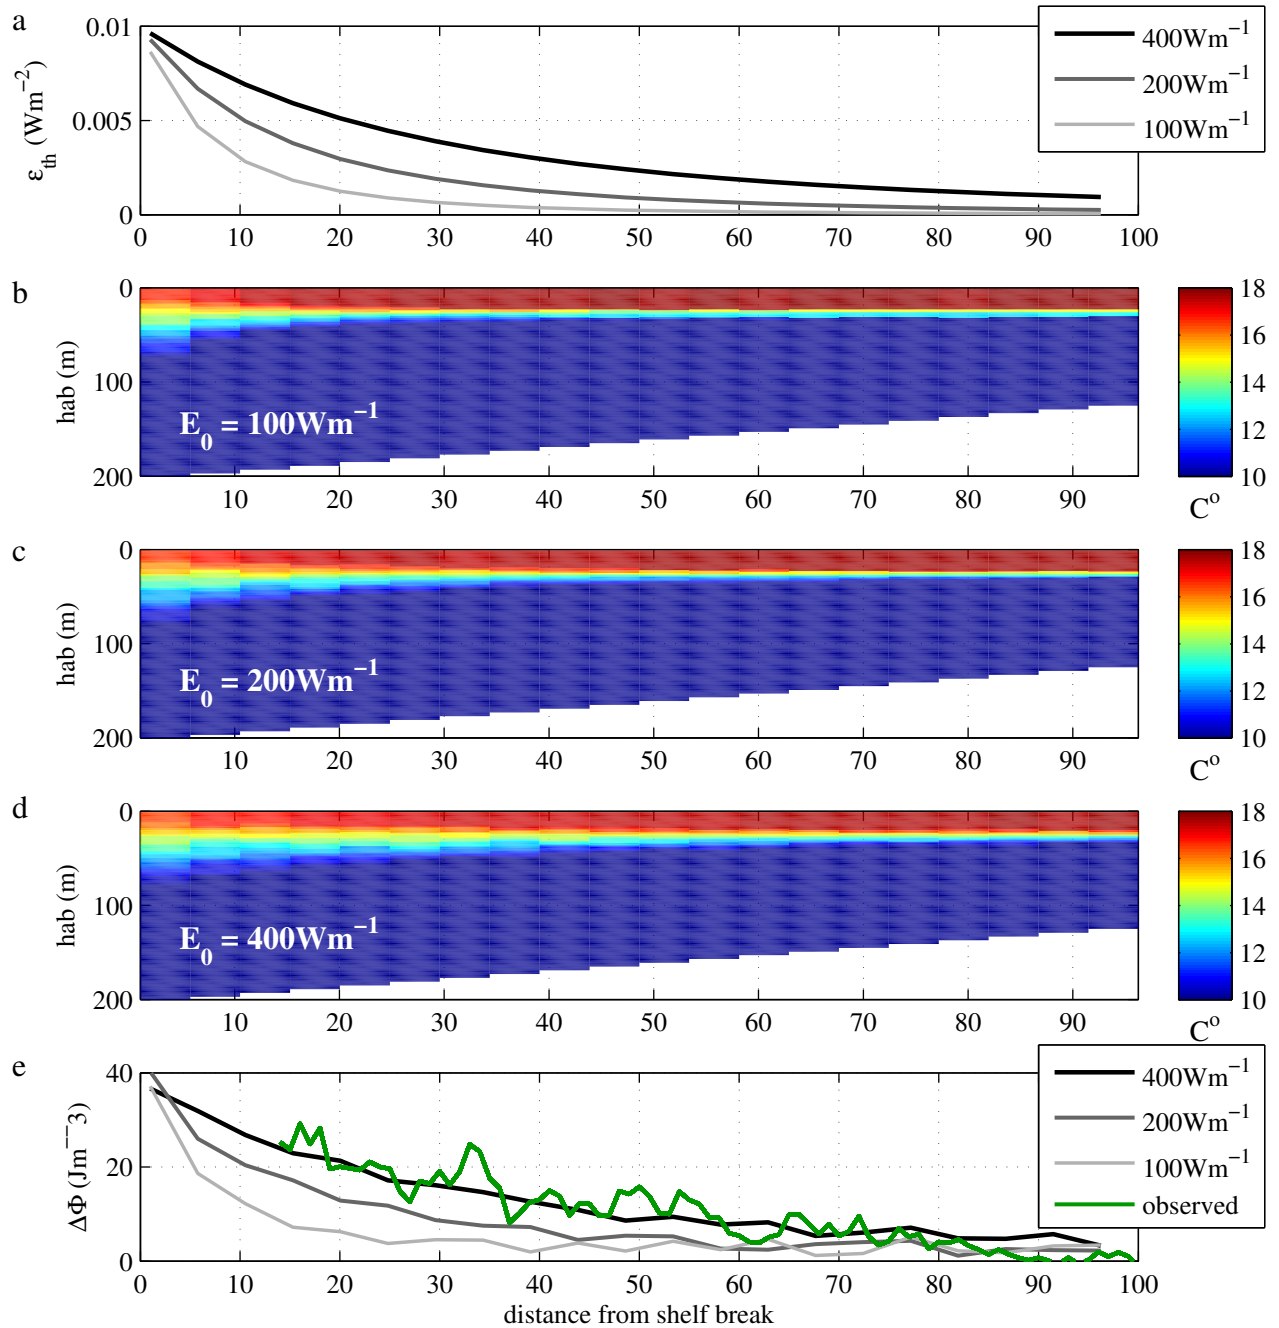 a
ε_th (Wm⁻²)
0.01
0.005
0
0 10 20 30 40 50 60 70 80 90 100
400Wm⁻¹
200Wm⁻¹
100Wm⁻¹
b
hab (m)
0
100
200
E₀ = 100Wm⁻¹
10 20 30 40 50 60 70 80 90
18
16
14
12
10
C°
c
hab (m)
0
100
200
E₀ = 200Wm⁻¹
10 20 30 40 50 60 70 80 90
18
16
14
12
10
C°
d
hab (m)
0
100
200
E₀ = 400Wm⁻¹
10 20 30 40 50 60 70 80 90
18
16
14
12
10
C°
e
ΔΦ (Jm⁻⁻3)
40
20
0
0 10 20 30 40 50 60 70 80 90 100
distance from shelf break
400Wm⁻¹
200Wm⁻¹
100Wm⁻¹
observed